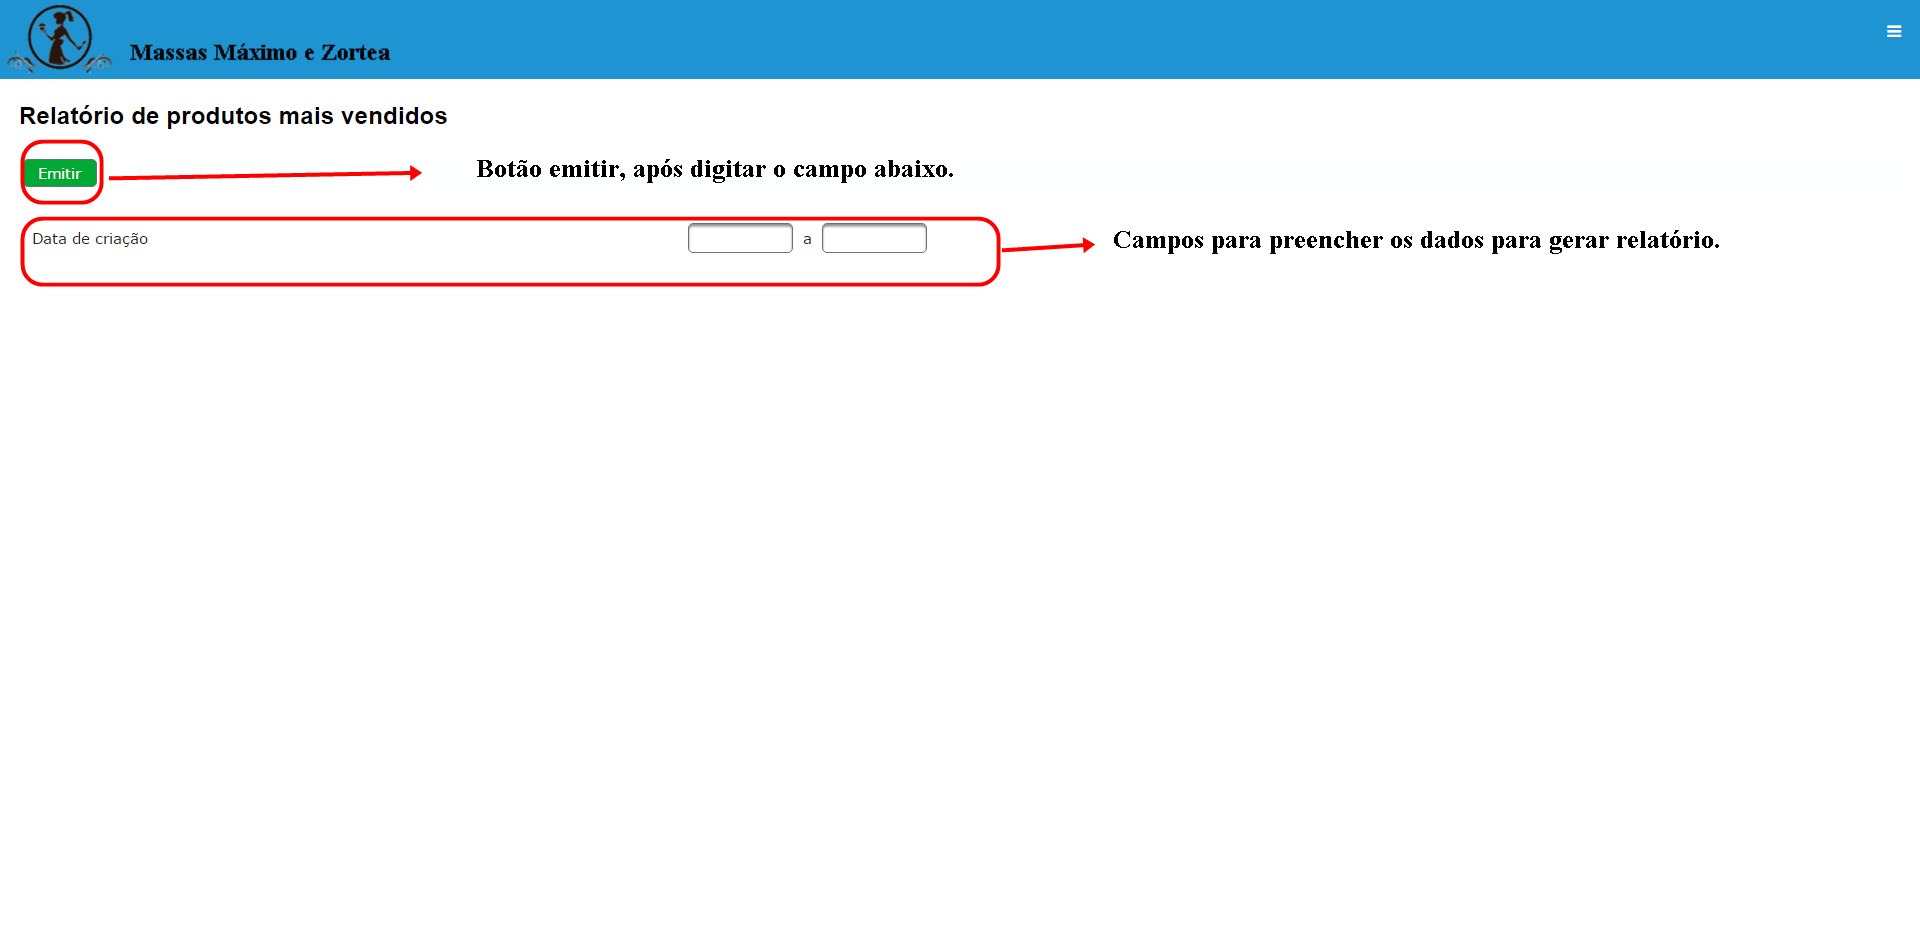 Massas Máximo e Zortea
Relatório de produtos mais vendidos
Emitir
Botão emitir, após digitar o campo abaixo.
Data de criação a
Campos para preencher os dados para gerar relatório.